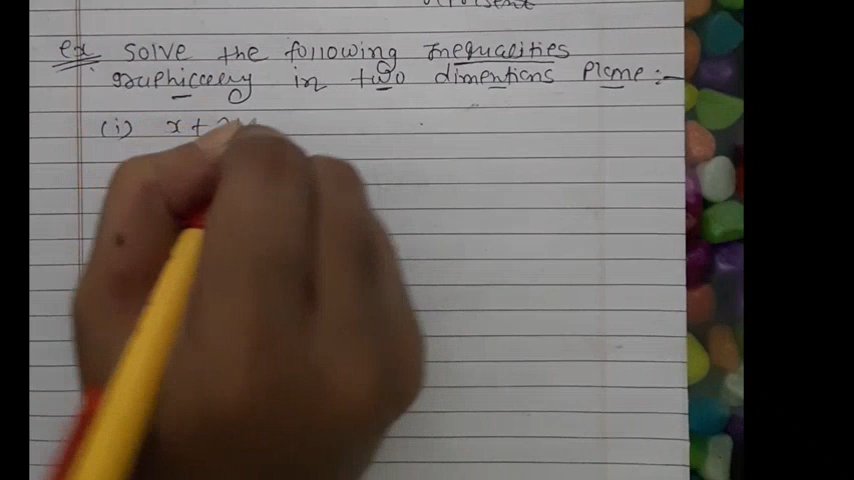 ex Solve the following Inequalities
graphically in two dimentions Plane :-
(i) x +